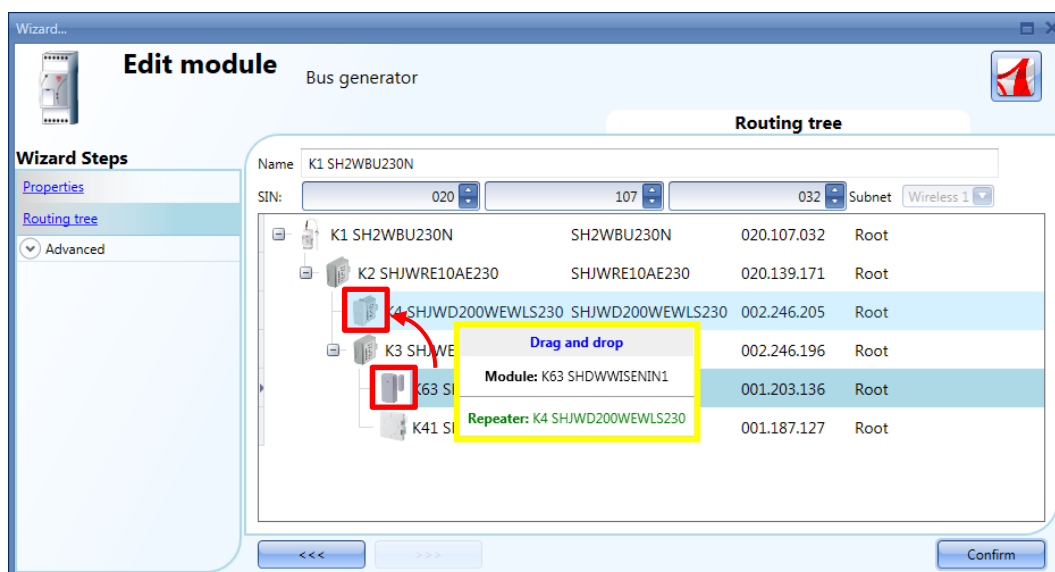 Wizard...
Edit module
Bus generator
Routing tree
Wizard Steps
Properties
Routing tree
Advanced
Name K1 SH2WBU230N
SIN: 020 107 032 Subnet Wireless 1
K1 SH2WBU230N SH2WBU230N 020.107.032 Root
K2 SHJWRE10AE230 SHJWRE10AE230 020.139.171 Root
K4 SHJWD200WEWLS230 SHJWD200WEWLS230 002.246.205 Root
K3 SHJWE 002.246.196 Root
Drag and drop
Module: K63 SHDWWISENIN1
Repeater: K4 SHJWD200WEWLS230
K63 001.203.136 Root
K41 001.187.127 Root
<<< >>>
Confirm